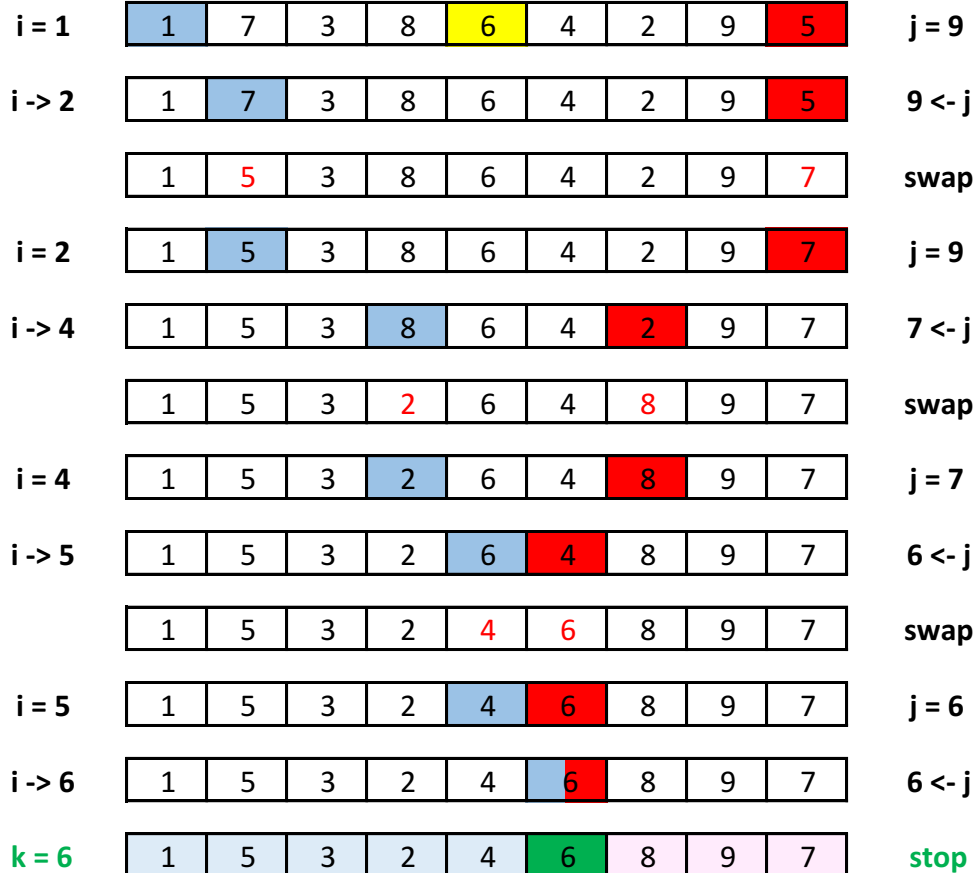 i = 1 1 7 3 8 6 4 2 9 5 j = 9
i -> 2 1 7 3 8 6 4 2 9 5 9 <- j
1 5 3 8 6 4 2 9 7 swap
i = 2 1 5 3 8 6 4 2 9 7 j = 9
i -> 4 1 5 3 8 6 4 2 9 7 7 <- j
1 5 3 2 6 4 8 9 7 swap
i = 4 1 5 3 2 6 4 8 9 7 j = 7
i -> 5 1 5 3 2 6 4 8 9 7 6 <- j
1 5 3 2 4 6 8 9 7 swap
i = 5 1 5 3 2 4 6 8 9 7 j = 6
i -> 6 1 5 3 2 4 6 8 9 7 6 <- j
k = 6 1 5 3 2 4 6 8 9 7 stop